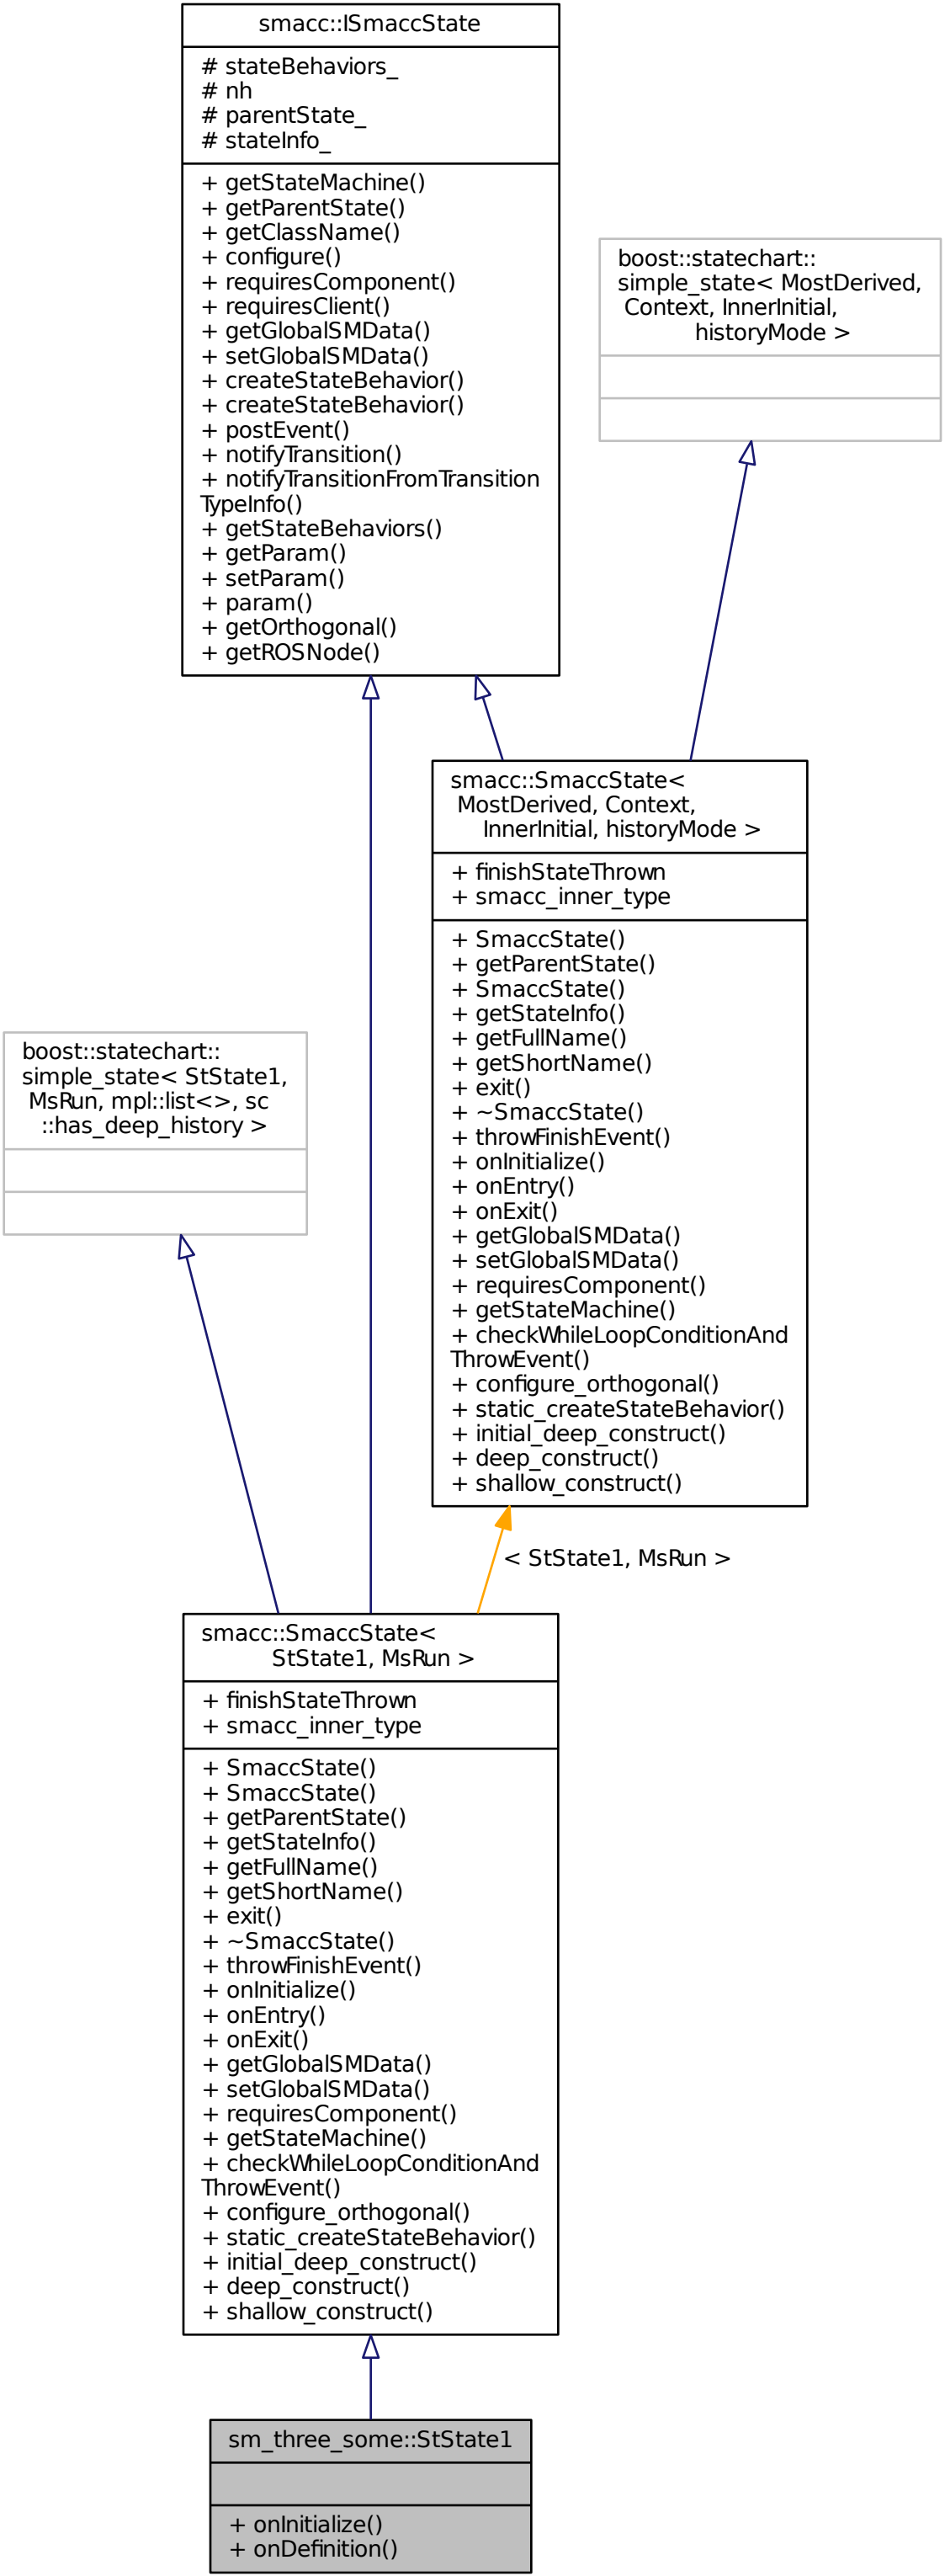 smacc::ISmaccState
# stateBehaviors_
# nh
# parentState_
# stateInfo_
+ getStateMachine()
+ getParentState()
+ getClassName()
+ configure()
+ requiresComponent()
+ requiresClient()
+ getGlobalSMData()
+ setGlobalSMData()
+ createStateBehavior()
+ createStateBehavior()
+ postEvent()
+ notifyTransition()
+ notifyTransitionFromTransition
TypeInfo()
+ getStateBehaviors()
+ getParam()
+ setParam()
+ param()
+ getOrthogonal()
+ getROSNode()
boost::statechart::
simple_state< MostDerived,
Context, InnerInitial,
historyMode >
smacc::SmaccState<
MostDerived, Context,
InnerInitial, historyMode >
+ finishStateThrown
+ smacc_inner_type
+ SmaccState()
+ getParentState()
+ SmaccState()
+ getStateInfo()
+ getFullName()
+ getShortName()
+ exit()
+ ~SmaccState()
+ throwFinishEvent()
+ onInitialize()
+ onEntry()
+ onExit()
+ getGlobalSMData()
+ setGlobalSMData()
+ requiresComponent()
+ getStateMachine()
+ checkWhileLoopConditionAnd
ThrowEvent()
+ configure_orthogonal()
+ static_createStateBehavior()
+ initial_deep_construct()
+ deep_construct()
+ shallow_construct()
boost::statechart::
simple_state< StState1,
MsRun, mpl::list<>, sc
::has_deep_history >
< StState1, MsRun >
smacc::SmaccState<
StState1, MsRun >
+ finishStateThrown
+ smacc_inner_type
+ SmaccState()
+ SmaccState()
+ getParentState()
+ getStateInfo()
+ getFullName()
+ getShortName()
+ exit()
+ ~SmaccState()
+ throwFinishEvent()
+ onInitialize()
+ onEntry()
+ onExit()
+ getGlobalSMData()
+ setGlobalSMData()
+ requiresComponent()
+ getStateMachine()
+ checkWhileLoopConditionAnd
ThrowEvent()
+ configure_orthogonal()
+ static_createStateBehavior()
+ initial_deep_construct()
+ deep_construct()
+ shallow_construct()
sm_three_some::StState1
+ onInitialize()
+ onDefinition()